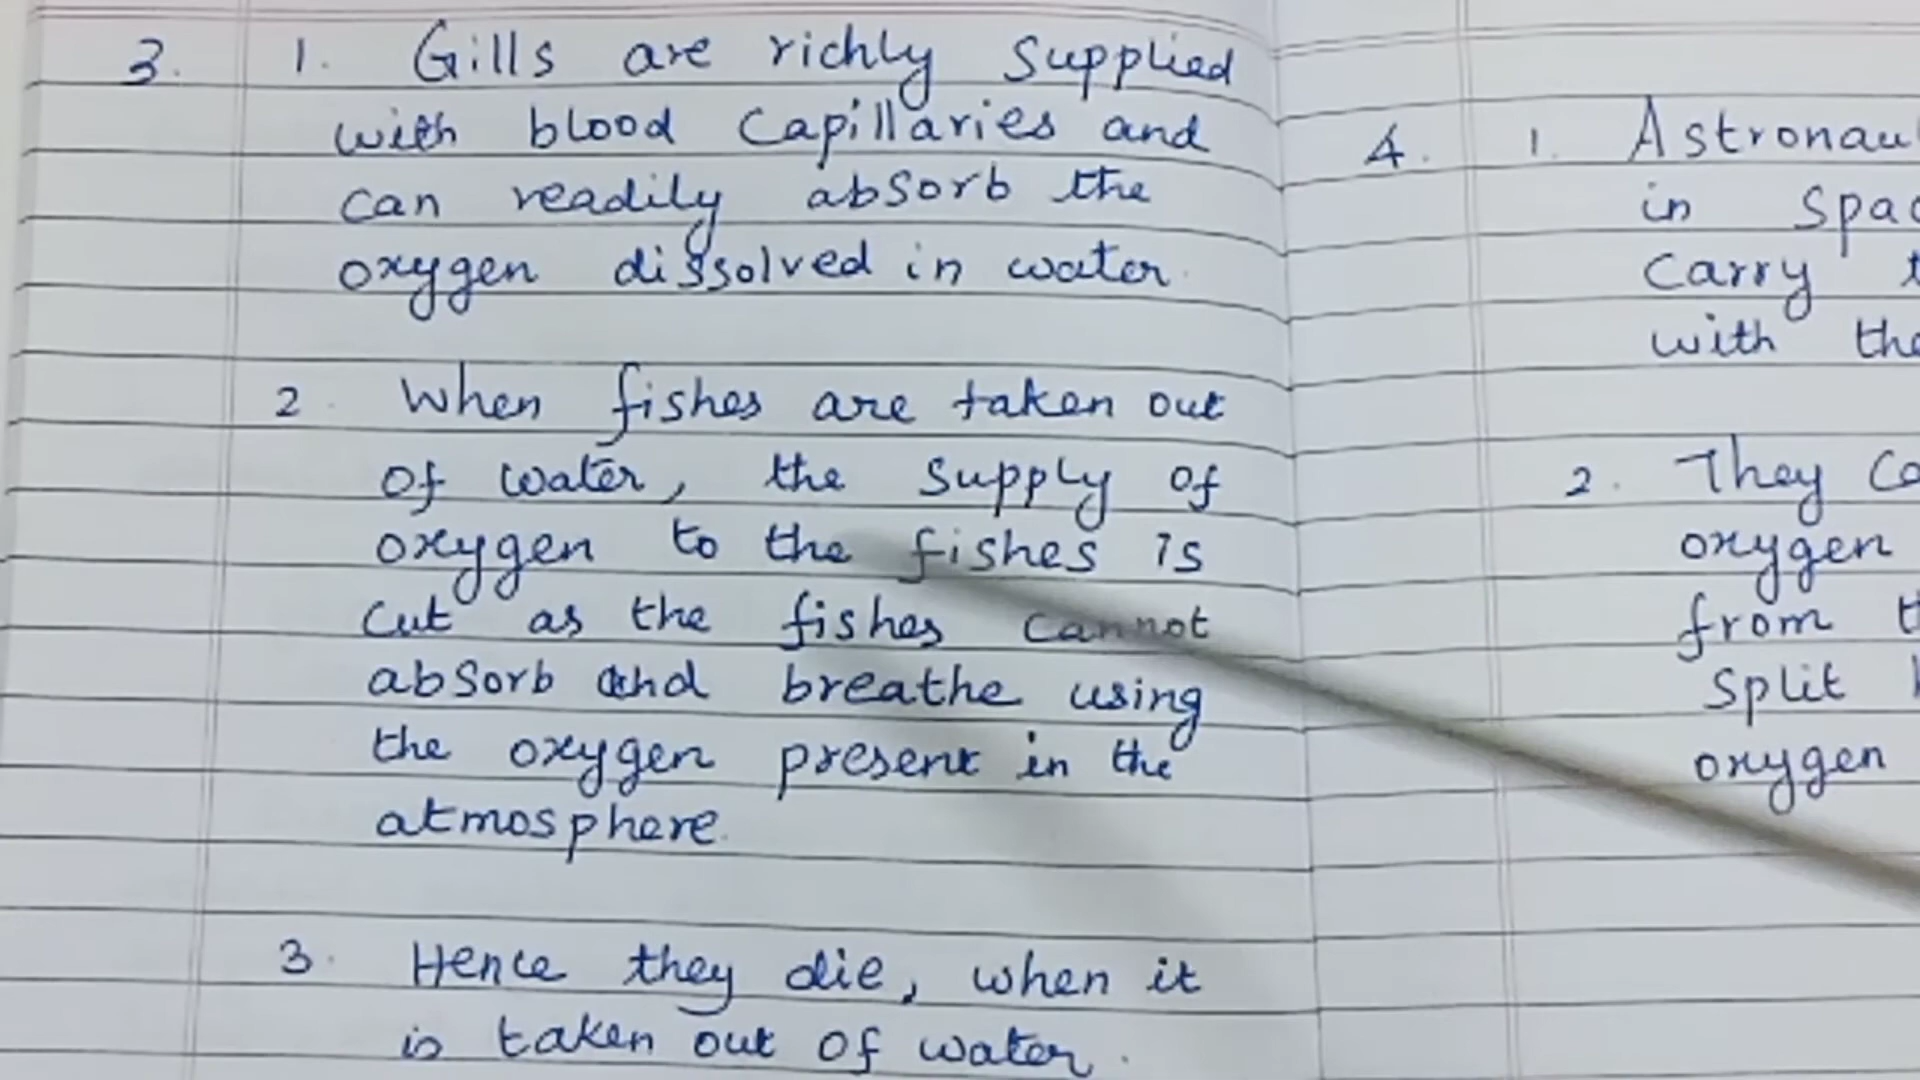 3. 1. Gills are richly supplied
with blood capillaries and
can readily absorb the
oxygen dissolved in water.
2. When fishes are taken out
of water, the supply of
oxygen to the fishes is
cut as the fishes cannot
absorb and breathe using
the oxygen present in the
atmosphere.
3. Hence they die, when it
is taken out of water.
4. 1.
in
carry
with
2. They
oxygen
from
split
oxygen